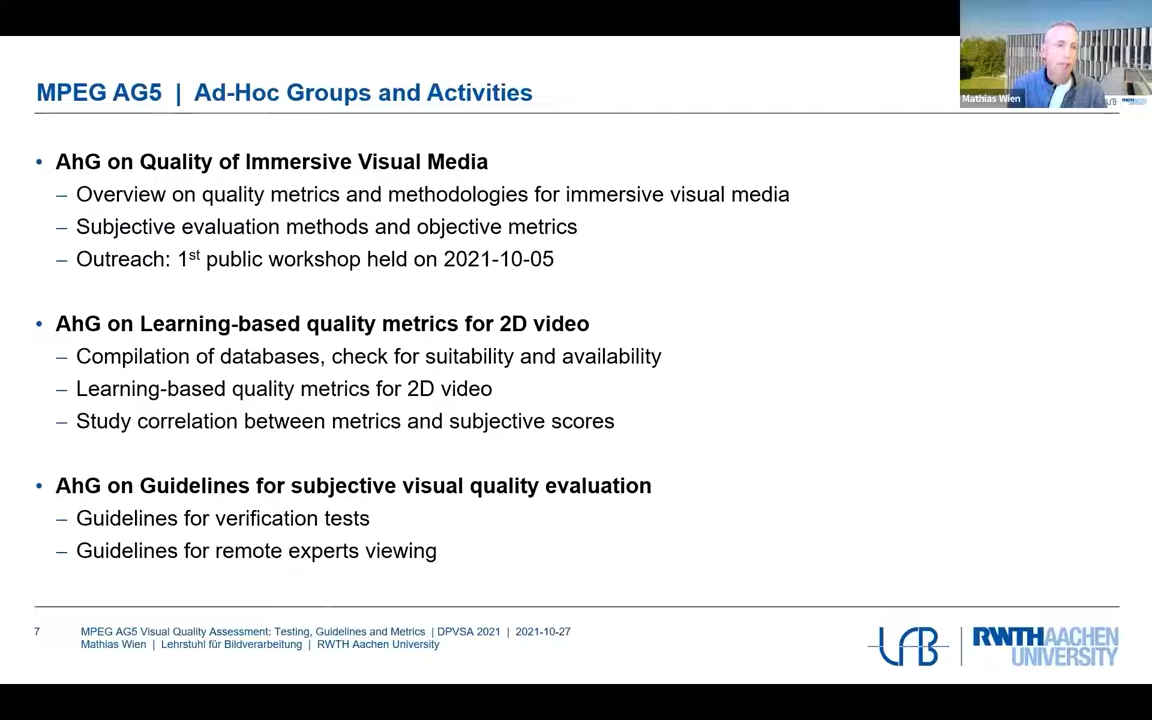 Mathias Wien
MPEG AG5 | Ad-Hoc Groups and Activities
• AhG on Quality of Immersive Visual Media
– Overview on quality metrics and methodologies for immersive visual media
– Subjective evaluation methods and objective metrics
– Outreach: 1st public workshop held on 2021-10-05
• AhG on Learning-based quality metrics for 2D video
– Compilation of databases, check for suitability and availability
– Learning-based quality metrics for 2D video
– Study correlation between metrics and subjective scores
• AhG on Guidelines for subjective visual quality evaluation
– Guidelines for verification tests
– Guidelines for remote experts viewing
7
MPEG AG5 Visual Quality Assessment: Testing, Guidelines and Metrics | DPVSA 2021 | 2021-10-27
Mathias Wien | Lehrstuhl für Bildverarbeitung | RWTH Aachen University
LfB
RWTHAACHEN
UNIVERSITY